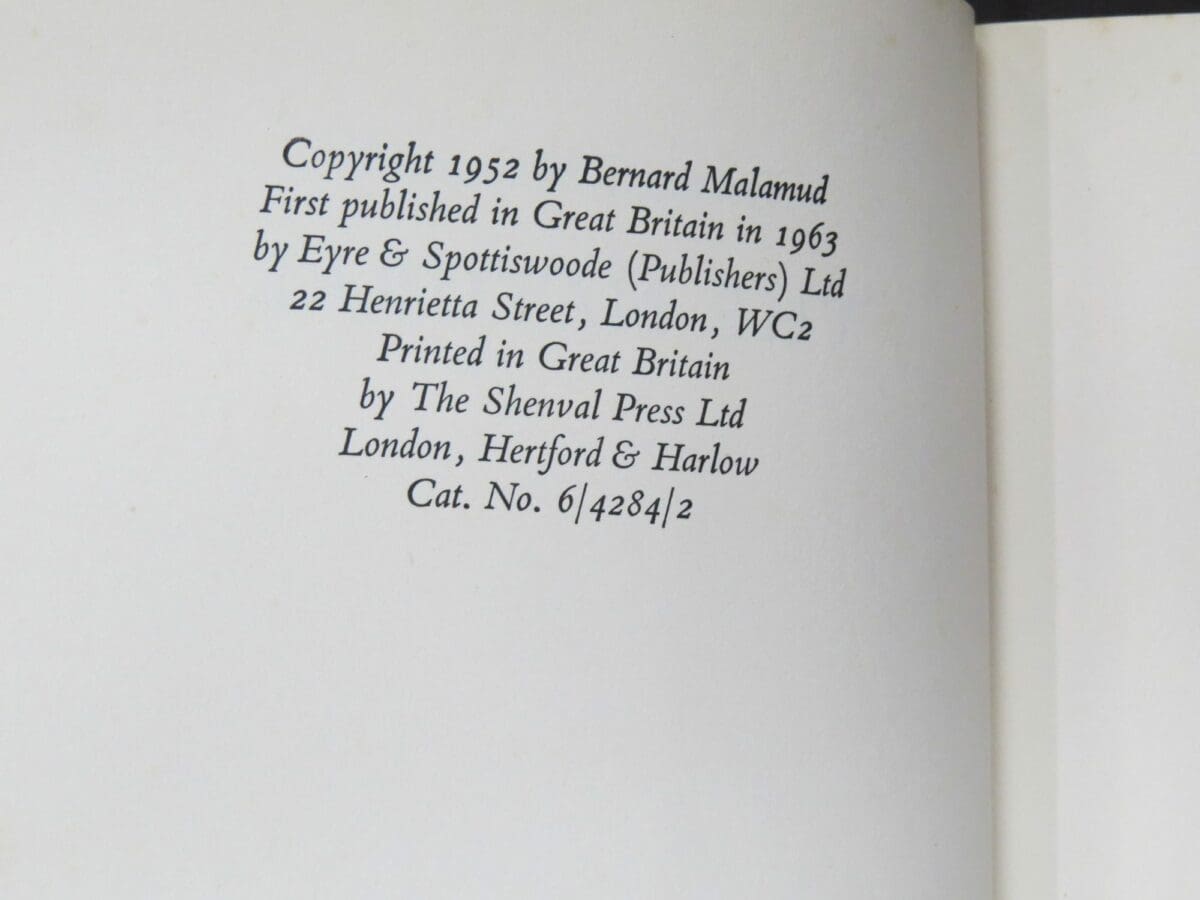 Copyright 1952 by Bernard Malamud
First published in Great Britain in 1963
by Eyre & Spottiswoode (Publishers) Ltd
22 Henrietta Street, London, WC2
Printed in Great Britain
by The Shenval Press Ltd
London, Hertford & Harlow
Cat. No. 6/4284/2